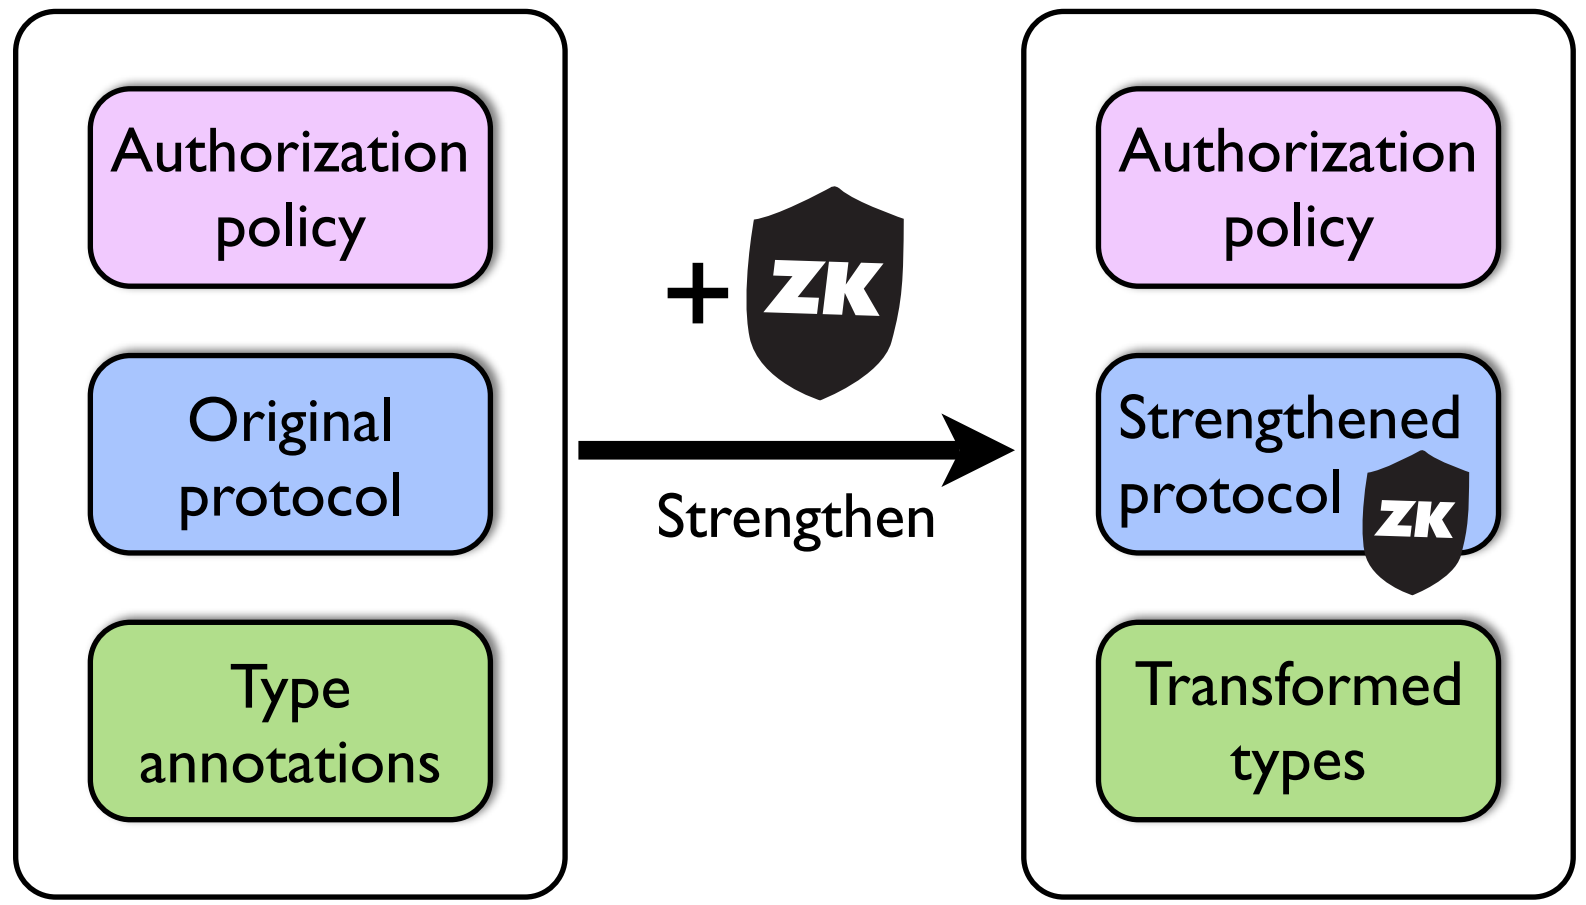 Authorization
policy
Original
protocol
Type
annotations
+
ZK
Strengthen
Authorization
policy
Strengthened
protocol
ZK
Transformed
types